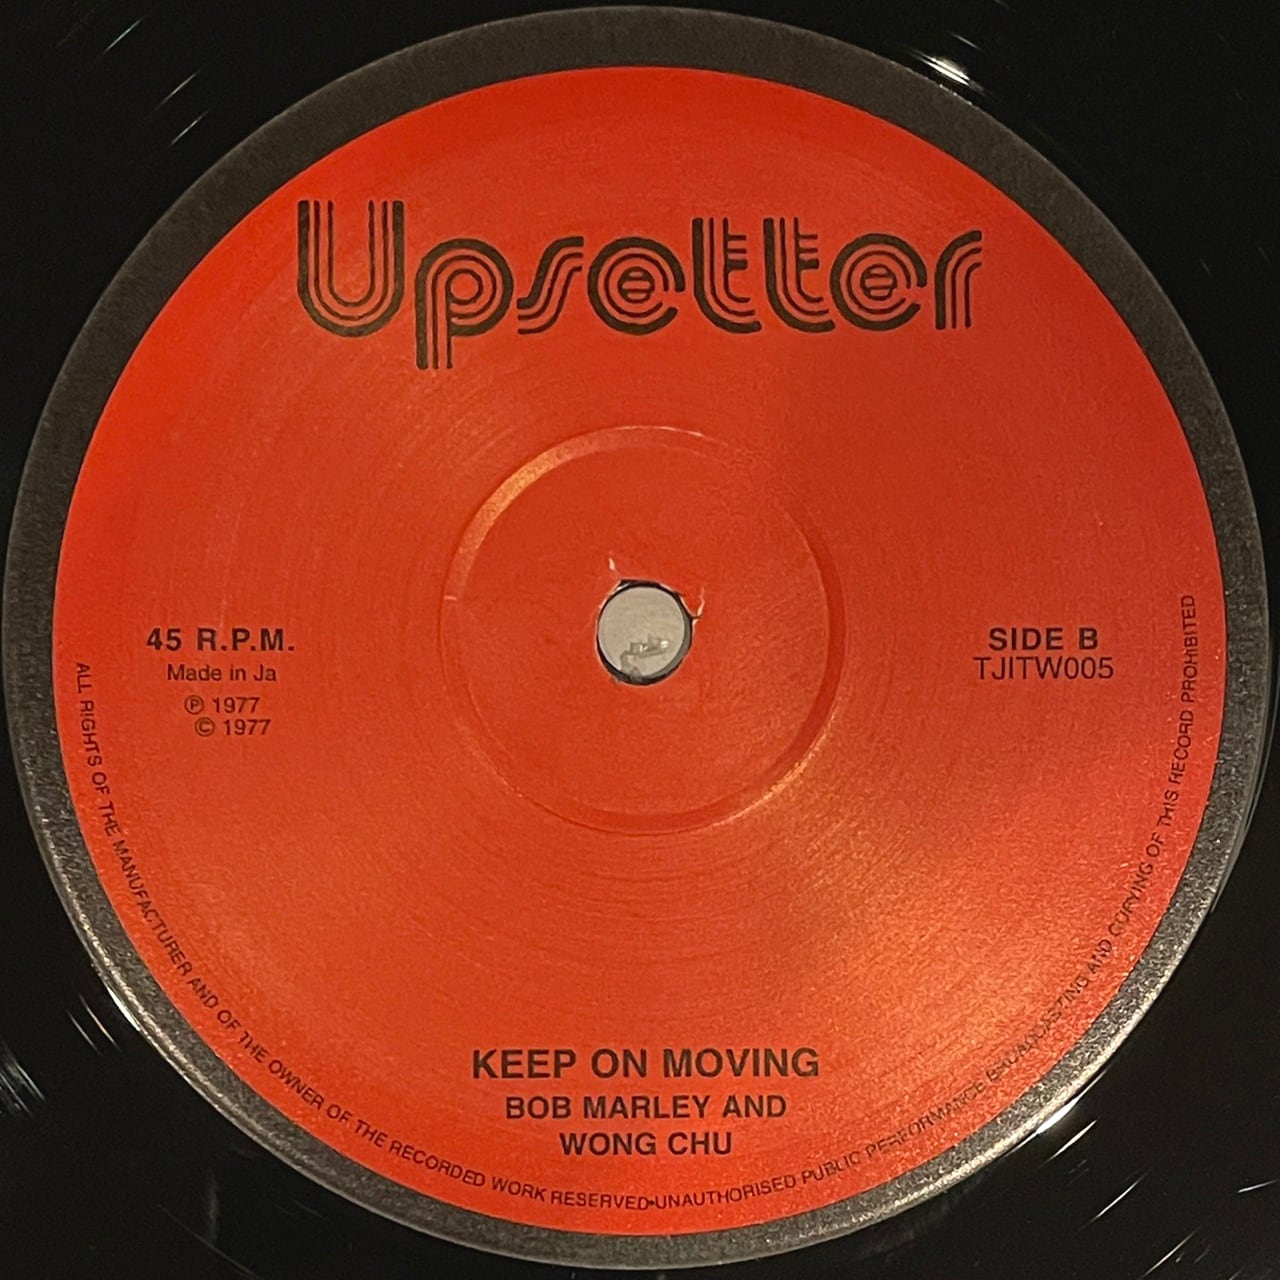 Upsetter
45 R.P.M.
Made in Ja
℗ 1977
© 1977
SIDE B
TJITW005
KEEP ON MOVING
BOB MARLEY AND
WONG CHU
ALL RIGHTS OF THE MANUFACTURER AND OF THE OWNER OF THE RECORDED WORK RESERVED•UNAUTHORISED PUBLIC PERFORMANCE BROADCASTING AND COPYING OF THIS RECORD PROHIBITED